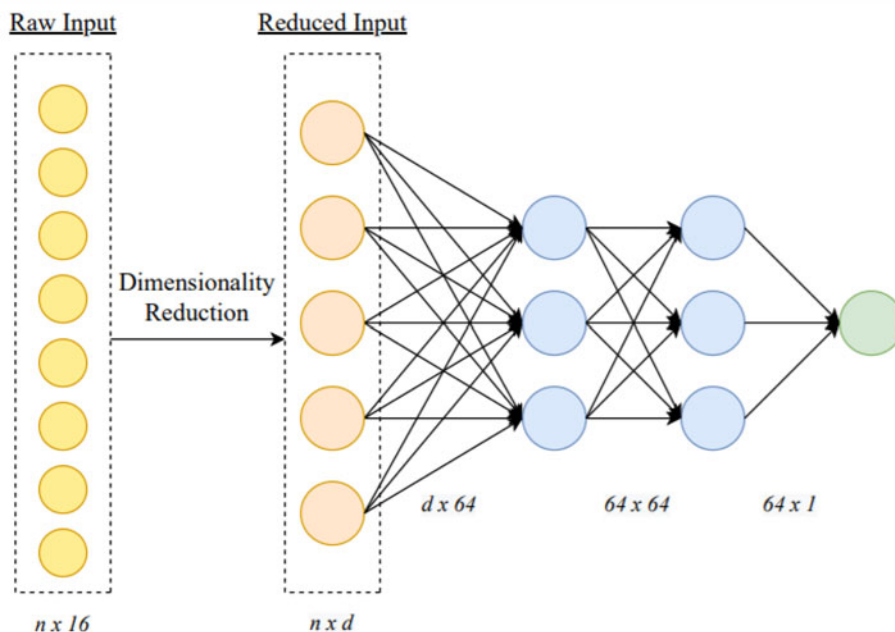 Raw Input
Reduced Input
Dimensionality
Reduction
d x 64
64 x 64
64 x 1
n x 16
n x d